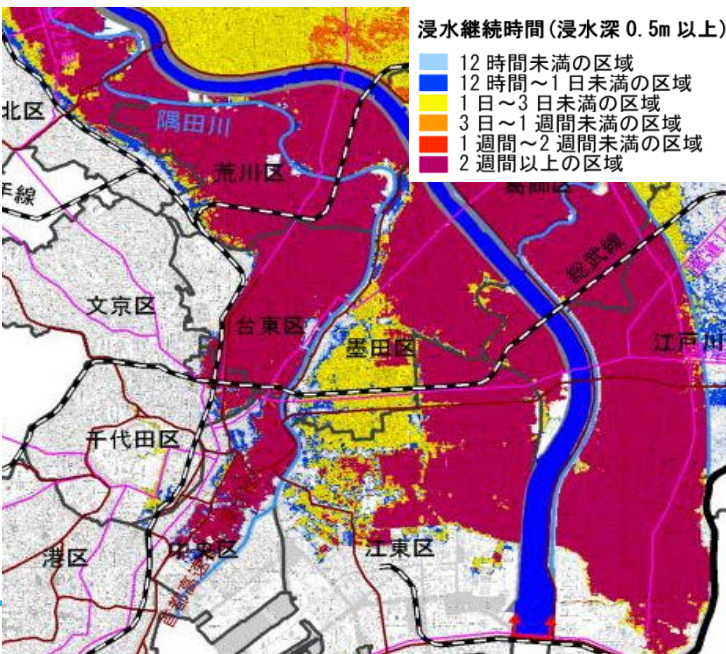 浸水継続時間(浸水深 0.5m 以上)
12 時間未満の区域
12 時間～1 日未満の区域
1 日～3 日未満の区域
3 日～1 週間未満の区域
1 週間～2 週間未満の区域
2 週間以上の区域
北区
隅田川
荒川区
葛飾区
線
総武線
文京区
台東区
墨田区
江戸川
千代田区
港区
中央区
江東区